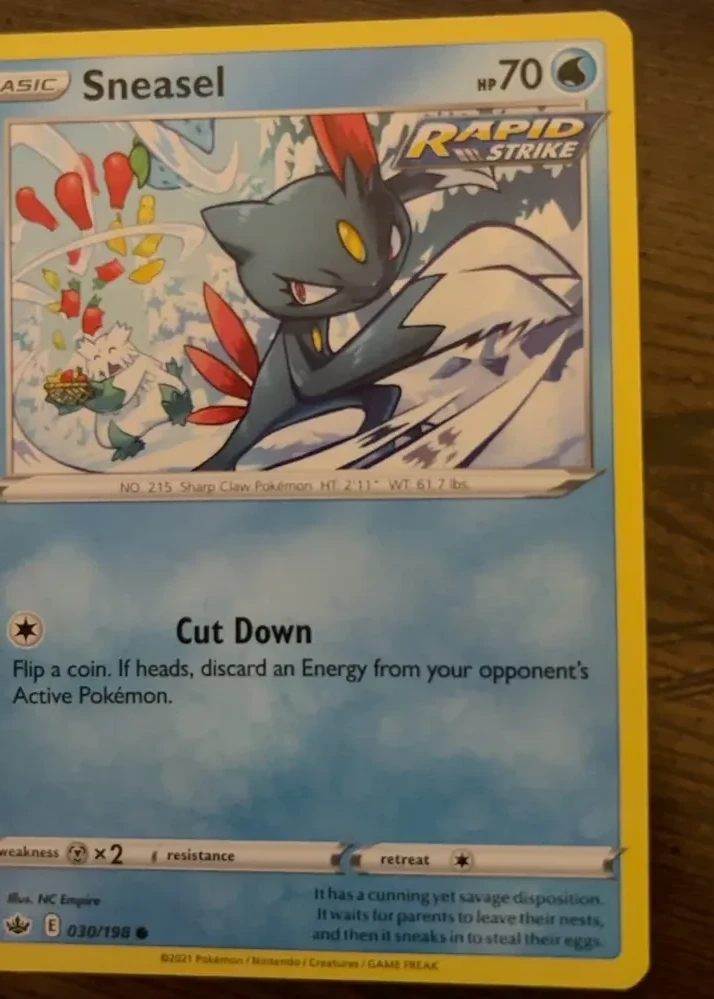 ASIC Sneasel HP 70
RAPID
STRIKE
NO. 215 Sharp Claw Pokémon HT: 2'11" WT: 61.7 lbs.
Cut Down
Flip a coin. If heads, discard an Energy from your opponent's
Active Pokémon.
weakness ×2 resistance retreat
Illus. NC Empire
It has a cunning yet savage disposition.
It waits for parents to leave their nests,
and then it sneaks in to steal their eggs.
E 030/198
©2021 Pokémon / Nintendo / Creatures / GAME FREAK